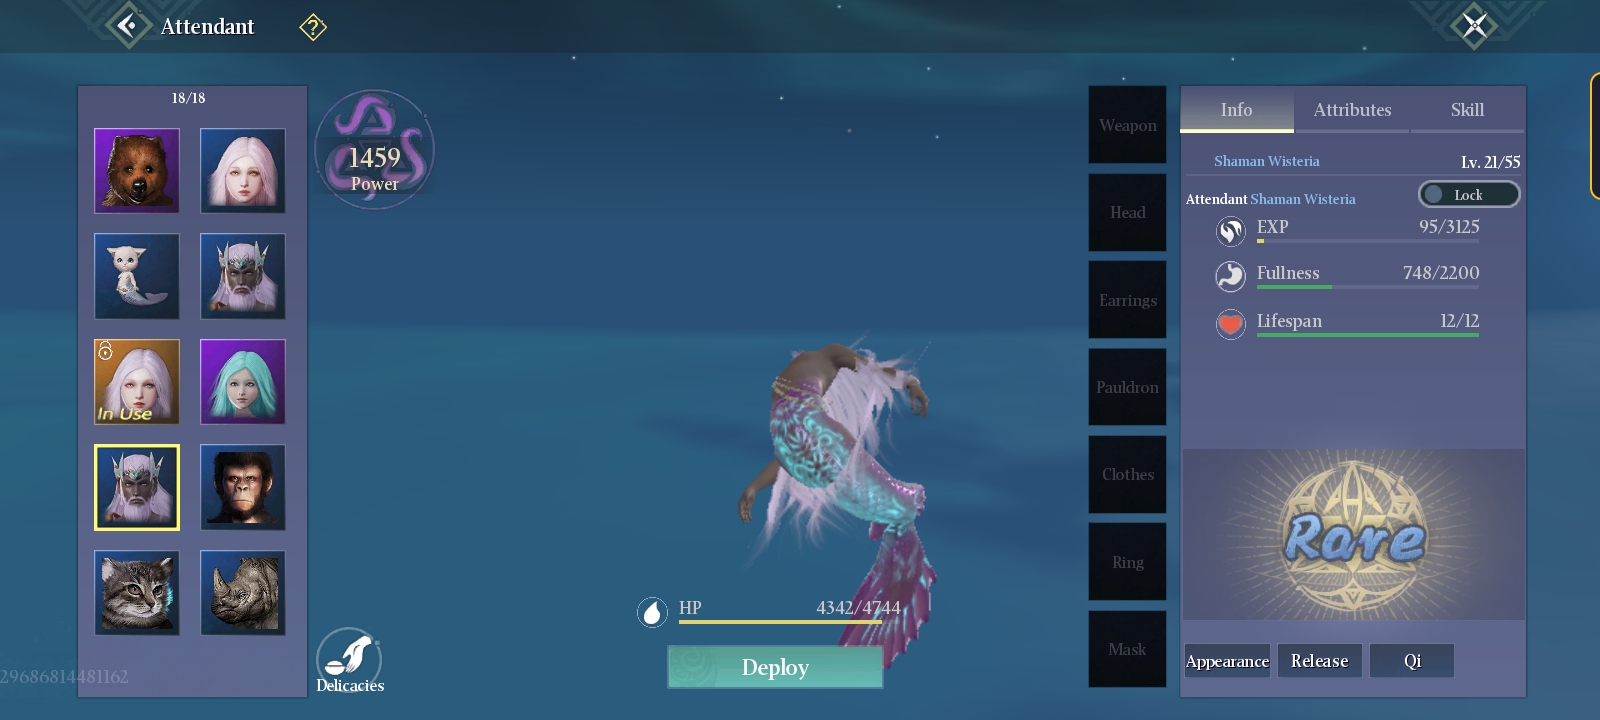 Attendant
?
18/18
1459
Power
In Use
29686814481162
Delicacies
HP 4342/4744
Deploy
Weapon
Head
Earrings
Pauldron
Clothes
Ring
Mask
Info Attributes Skill
Shaman Wisteria Lv. 21/55
Attendant Shaman Wisteria Lock
EXP 95/3125
Fullness 748/2200
Lifespan 12/12
Rare
Appearance Release Qi